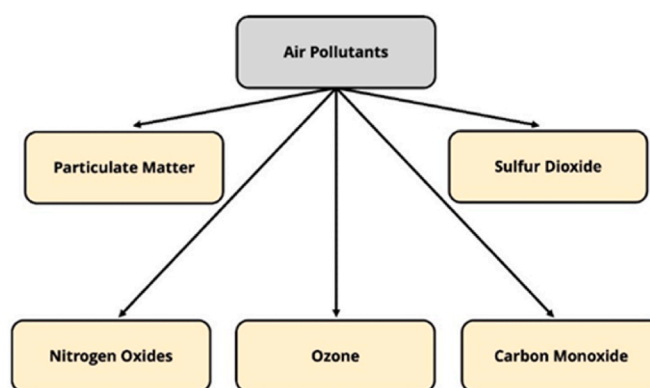 Air Pollutants
Particulate Matter
Sulfur Dioxide
Nitrogen Oxides
Ozone
Carbon Monoxide